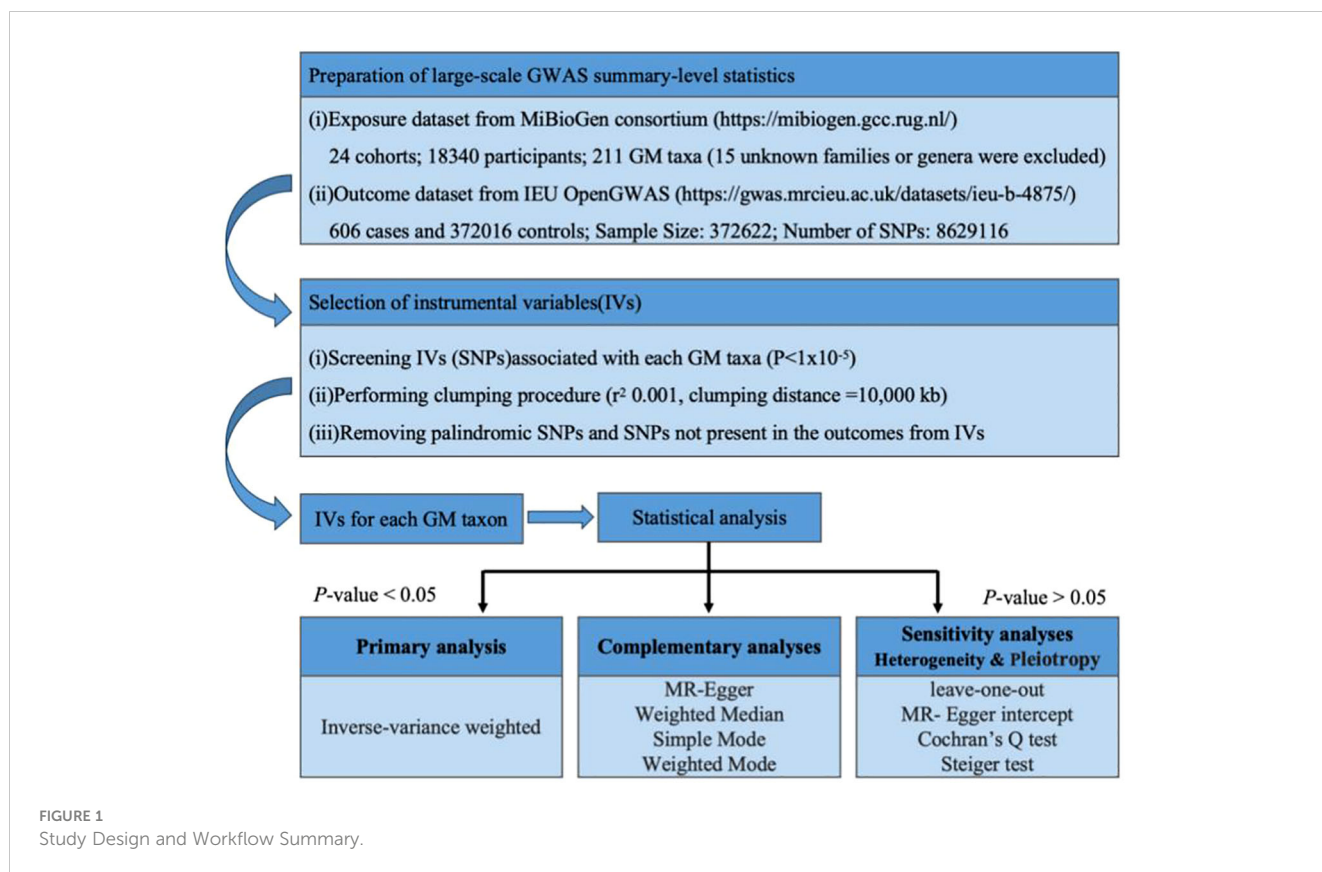 Preparation of large-scale GWAS summary-level statistics
(i)Exposure dataset from MiBioGen consortium (https://mibiogen.gcc.rug.nl/)
24 cohorts; 18340 participants; 211 GM taxa (15 unknown families or genera were excluded)
(ii)Outcome dataset from IEU OpenGWAS (https://gwas.mrcieu.ac.uk/datasets/ieu-b-4875/)
606 cases and 372016 controls; Sample Size: 372622; Number of SNPs: 8629116
Selection of instrumental variables(IVs)
(i)Screening IVs (SNPs)associated with each GM taxa (P<1x10⁻⁵)
(ii)Performing clumping procedure (r² 0.001, clumping distance =10,000 kb)
(iii)Removing palindromic SNPs and SNPs not present in the outcomes from IVs
IVs for each GM taxon
Statistical analysis
P-value < 0.05
P-value > 0.05
Primary analysis
Inverse-variance weighted
Complementary analyses
MR-Egger
Weighted Median
Simple Mode
Weighted Mode
Sensitivity analyses
Heterogeneity & Pleiotropy
leave-one-out
MR- Egger intercept
Cochran's Q test
Steiger test
FIGURE 1
Study Design and Workflow Summary.